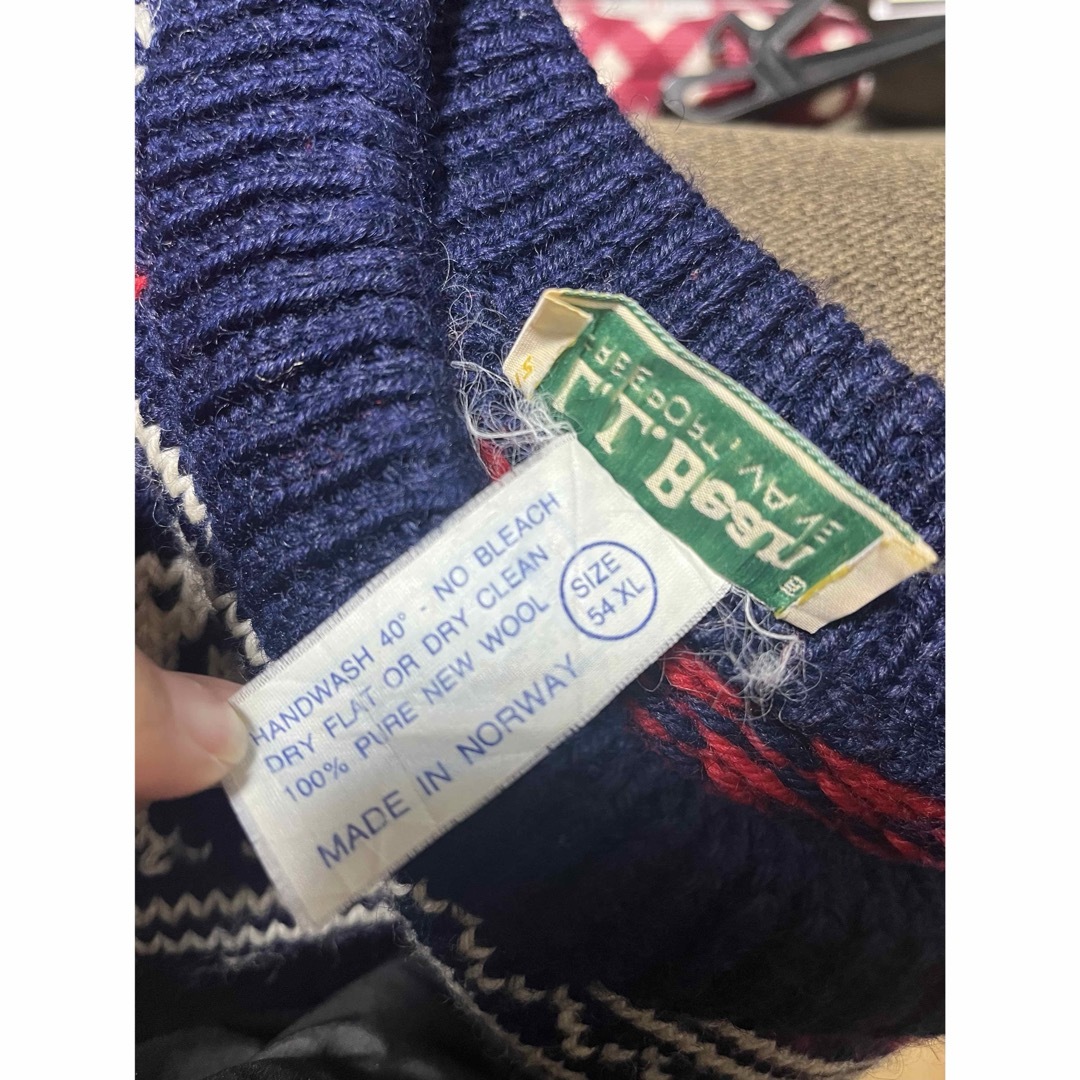 L.L.Bean®
FREEPORT, MAINE
HANDWASH 40° - NO BLEACH
DRY FLAT OR DRY CLEAN
100% PURE NEW WOOL
MADE IN NORWAY
SIZE
54 XL